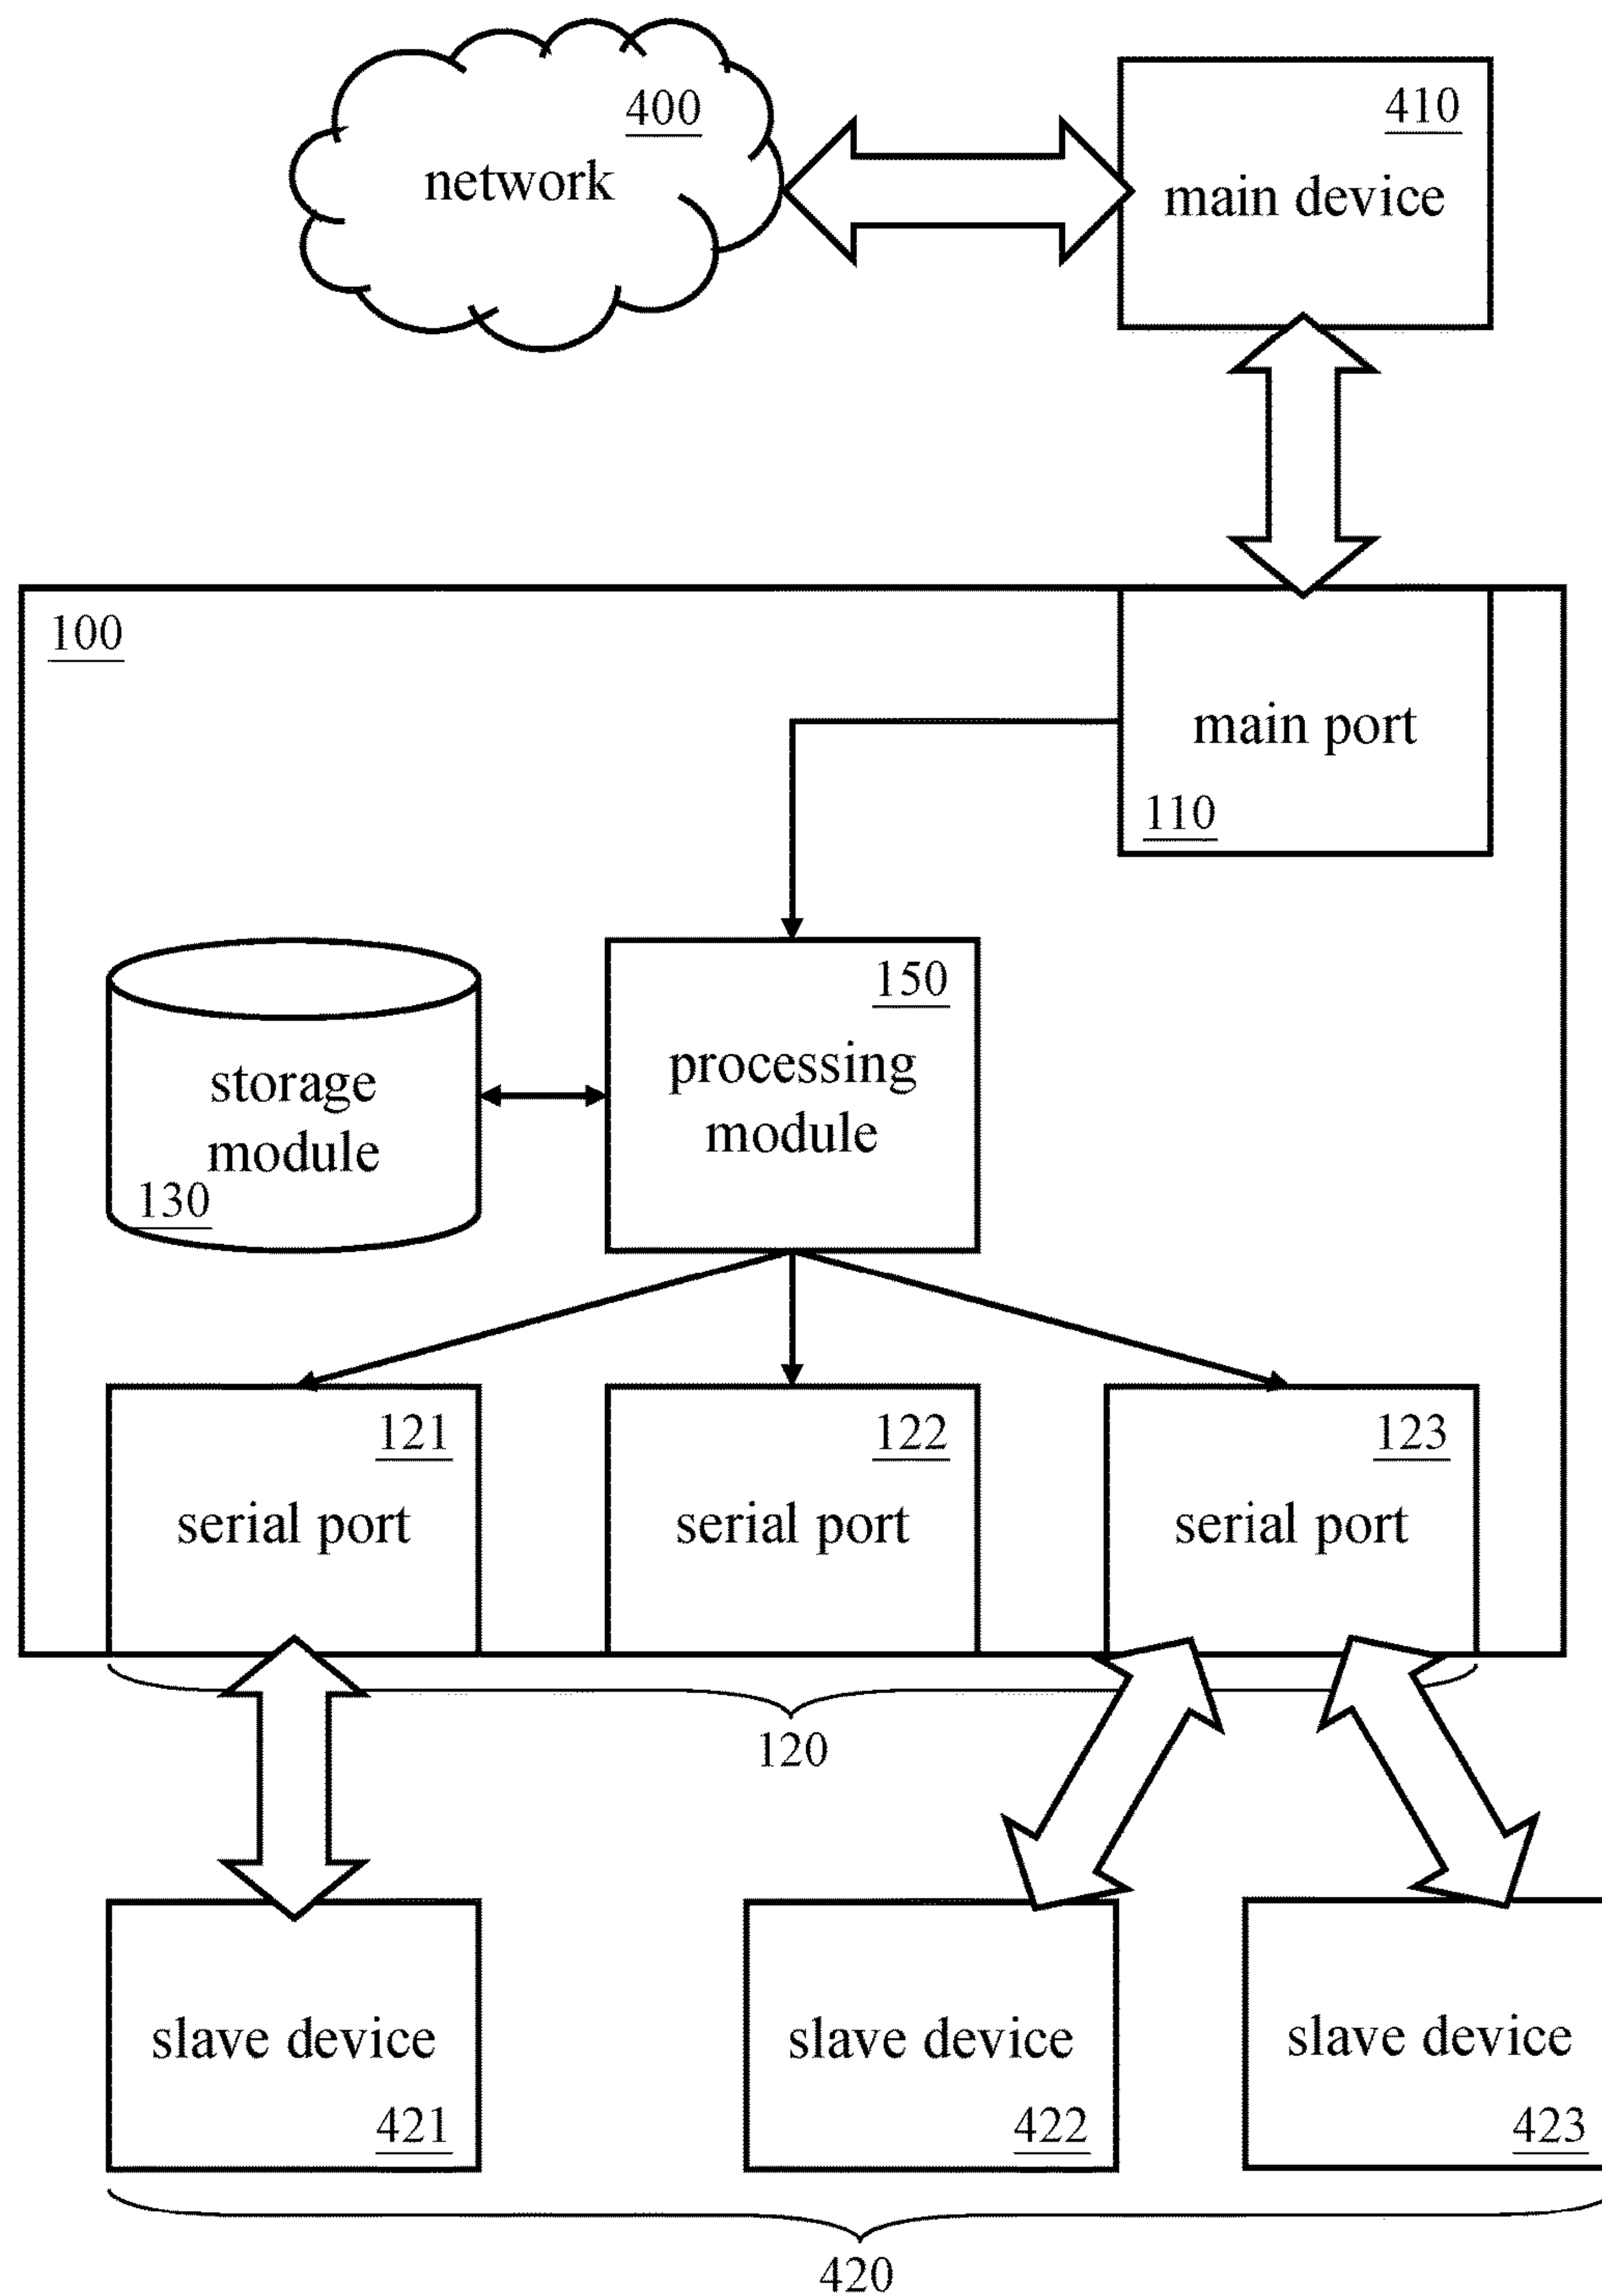 400
network
410
main device
100
main port
110
150
processing
module
storage
module
130
121
serial port
122
serial port
123
serial port
120
slave device
421
slave device
422
slave device
423
420